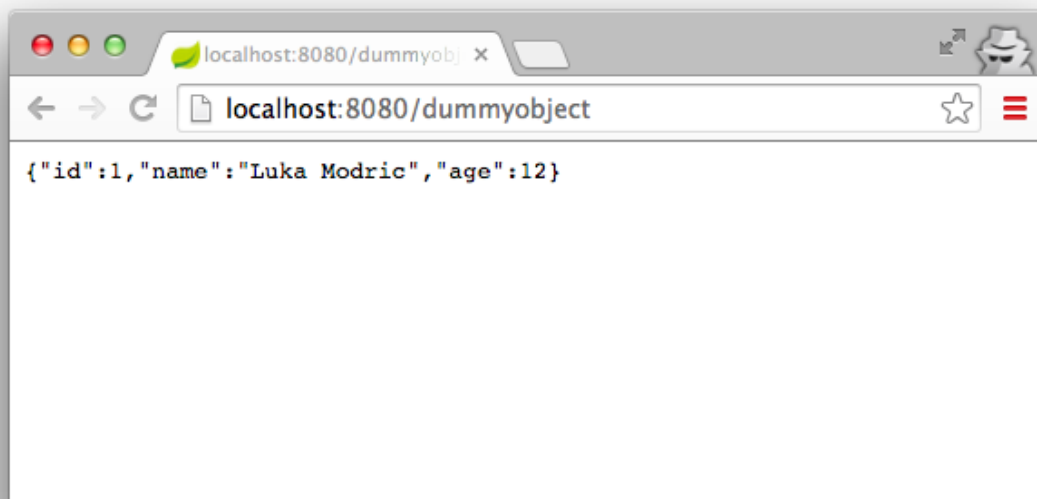 localhost:8080/dummyobj
localhost:8080/dummyobject
{"id":1,"name":"Luka Modric","age":12}